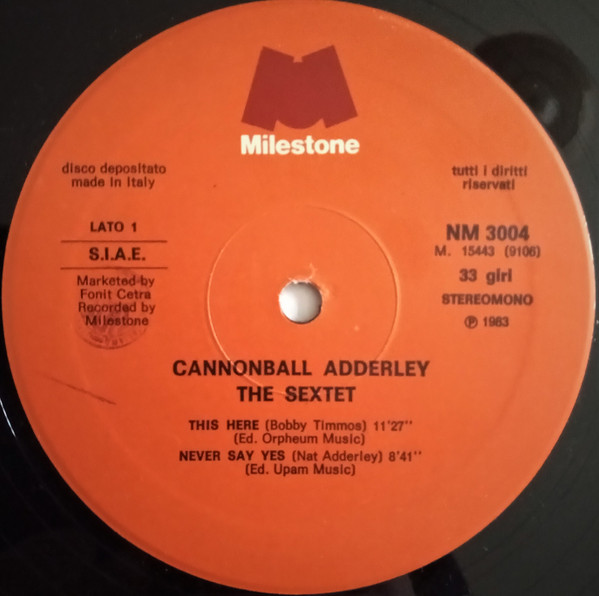 Milestone
disco depositato
made in Italy
tutti i diritti
riservati
LATO 1
S.I.A.E.
Marketed by
Fonit Cetra
Recorded by
Milestone
NM 3004
M. 15443 (9106)
33 giri
STEREOMONO
℗ 1963
CANNONBALL ADDERLEY
THE SEXTET
THIS HERE (Bobby Timmos) 11'27"
(Ed. Orpheum Music)
NEVER SAY YES (Nat Adderley) 8'41"
(Ed. Upam Music)